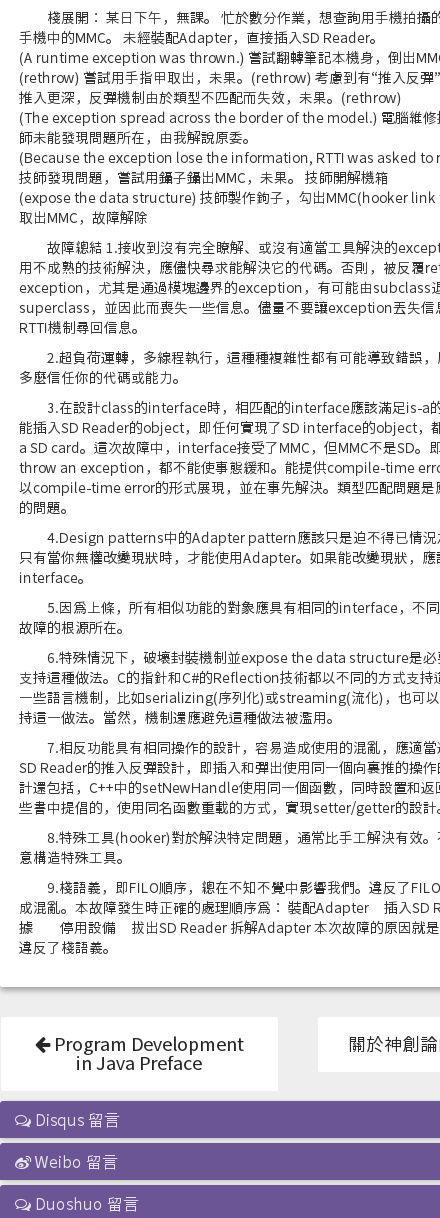 棧展開： 某日下午，無課。 忙於數分作業，想查詢用手機拍攝的
手機中的MMC。 未經裝配Adapter，直接插入SD Reader。
(A runtime exception was thrown.) 嘗試翻轉筆記本機身，倒出MMC
(rethrow) 嘗試用手指甲取出，未果。(rethrow) 考慮到有“推入反彈”
推入更深，反彈機制由於類型不匹配而失效，未果。(rethrow)
(The exception spread across the border of the model.) 電腦維修
師未能發現問題所在，由我解說原委。
(Because the exception lose the information, RTTI was asked to
技師發現問題，嘗試用鑷子鑷出MMC，未果。 技師開解機箱
(expose the data structure) 技師製作鉤子，勾出MMC(hooker link
取出MMC，故障解除
故障總結 1.接收到沒有完全瞭解、或沒有適當工具解決的except
用不成熟的技術解決，應儘快尋求能解決它的代碼。否則，被反覆ret
exception，尤其是通過模塊邊界的exception，有可能由subclass退
superclass，並因此而喪失一些信息。儘量不要讓exception丟失信息
RTTI機制尋回信息。
2.超負荷運轉，多線程執行，這種種複雜性都有可能導致錯誤，
多麼信任你的代碼或能力。
3.在設計class的interface時，相匹配的interface應該滿足is-a的
能插入SD Reader的object，即任何實現了SD interface的object，都
a SD card。這次故障中，interface接受了MMC，但MMC不是SD。即
throw an exception，都不能使事態緩和。能提供compile-time erro
以compile-time error的形式展現，並在事先解決。類型匹配問題是應
的問題。
4.Design patterns中的Adapter pattern應該只是迫不得已情況
只有當你無權改變現狀時，才能使用Adapter。如果能改變現狀，應該
interface。
5.因爲上條，所有相似功能的對象應具有相同的interface，不同
故障的根源所在。
6.特殊情況下，破壞封裝機制並expose the data structure是必要
支持這種做法。C的指針和C#的Reflection技術都以不同的方式支持這
一些語言機制，比如serializing(序列化)或streaming(流化)，也可以
持這一做法。當然，機制還應避免這種做法被濫用。
7.相反功能具有相同操作的設計，容易造成使用的混亂，應適當
SD Reader的推入反彈設計，即插入和彈出使用同一個向裏推的操作
計還包括，C++中的setNewHandle使用同一個函數，同時設置和返回
些書中提倡的，使用同名函數重載的方式，實現setter/getter的設計。
8.特殊工具(hooker)對於解決特定問題，通常比手工解決有效。
意構造特殊工具。
9.棧語義，即FILO順序，總在不知不覺中影響我們。違反了FILO
成混亂。本故障發生時正確的處理順序爲： 裝配Adapter　插入SD R
據　　停用設備　拔出SD Reader 拆解Adapter 本次故障的原因就是
違反了棧語義。
Program Development
in Java Preface
關於神創論
Disqus 留言
Weibo 留言
Duoshuo 留言